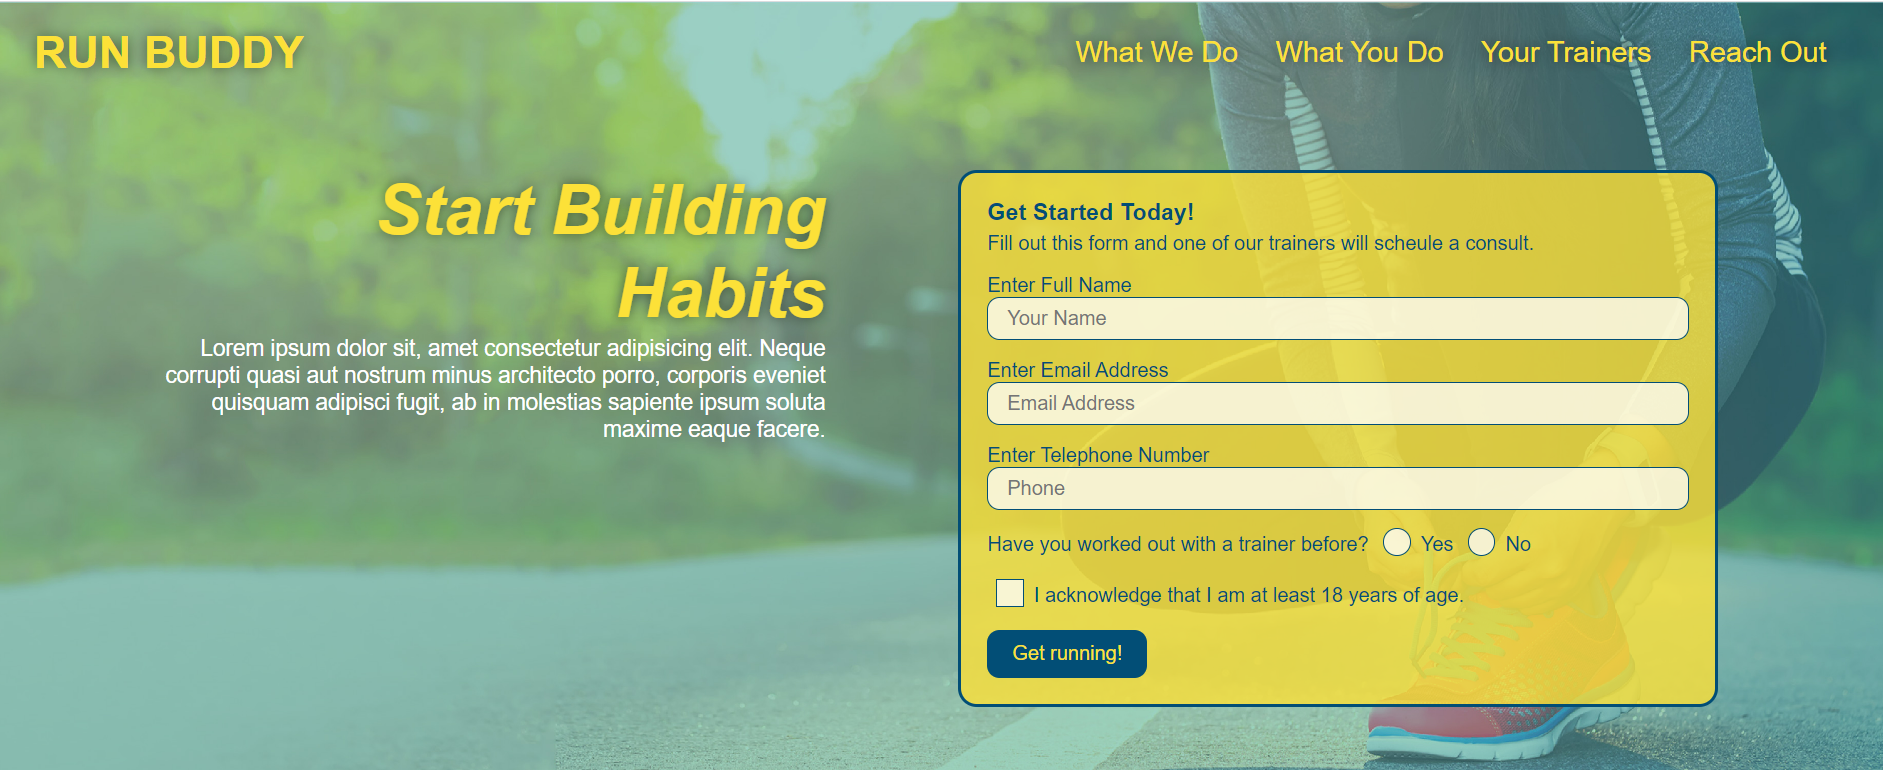 RUN BUDDY
What We Do What You Do Your Trainers Reach Out
Start Building
Habits
Lorem ipsum dolor sit, amet consectetur adipisicing elit. Neque
corrupti quasi aut nostrum minus architecto porro, corporis eveniet
quisquam adipisci fugit, ab in molestias sapiente ipsum soluta
maxime eaque facere.
Get Started Today!
Fill out this form and one of our trainers will scheule a consult.
Enter Full Name
Your Name
Enter Email Address
Email Address
Enter Telephone Number
Phone
Have you worked out with a trainer before? Yes No
I acknowledge that I am at least 18 years of age.
Get running!